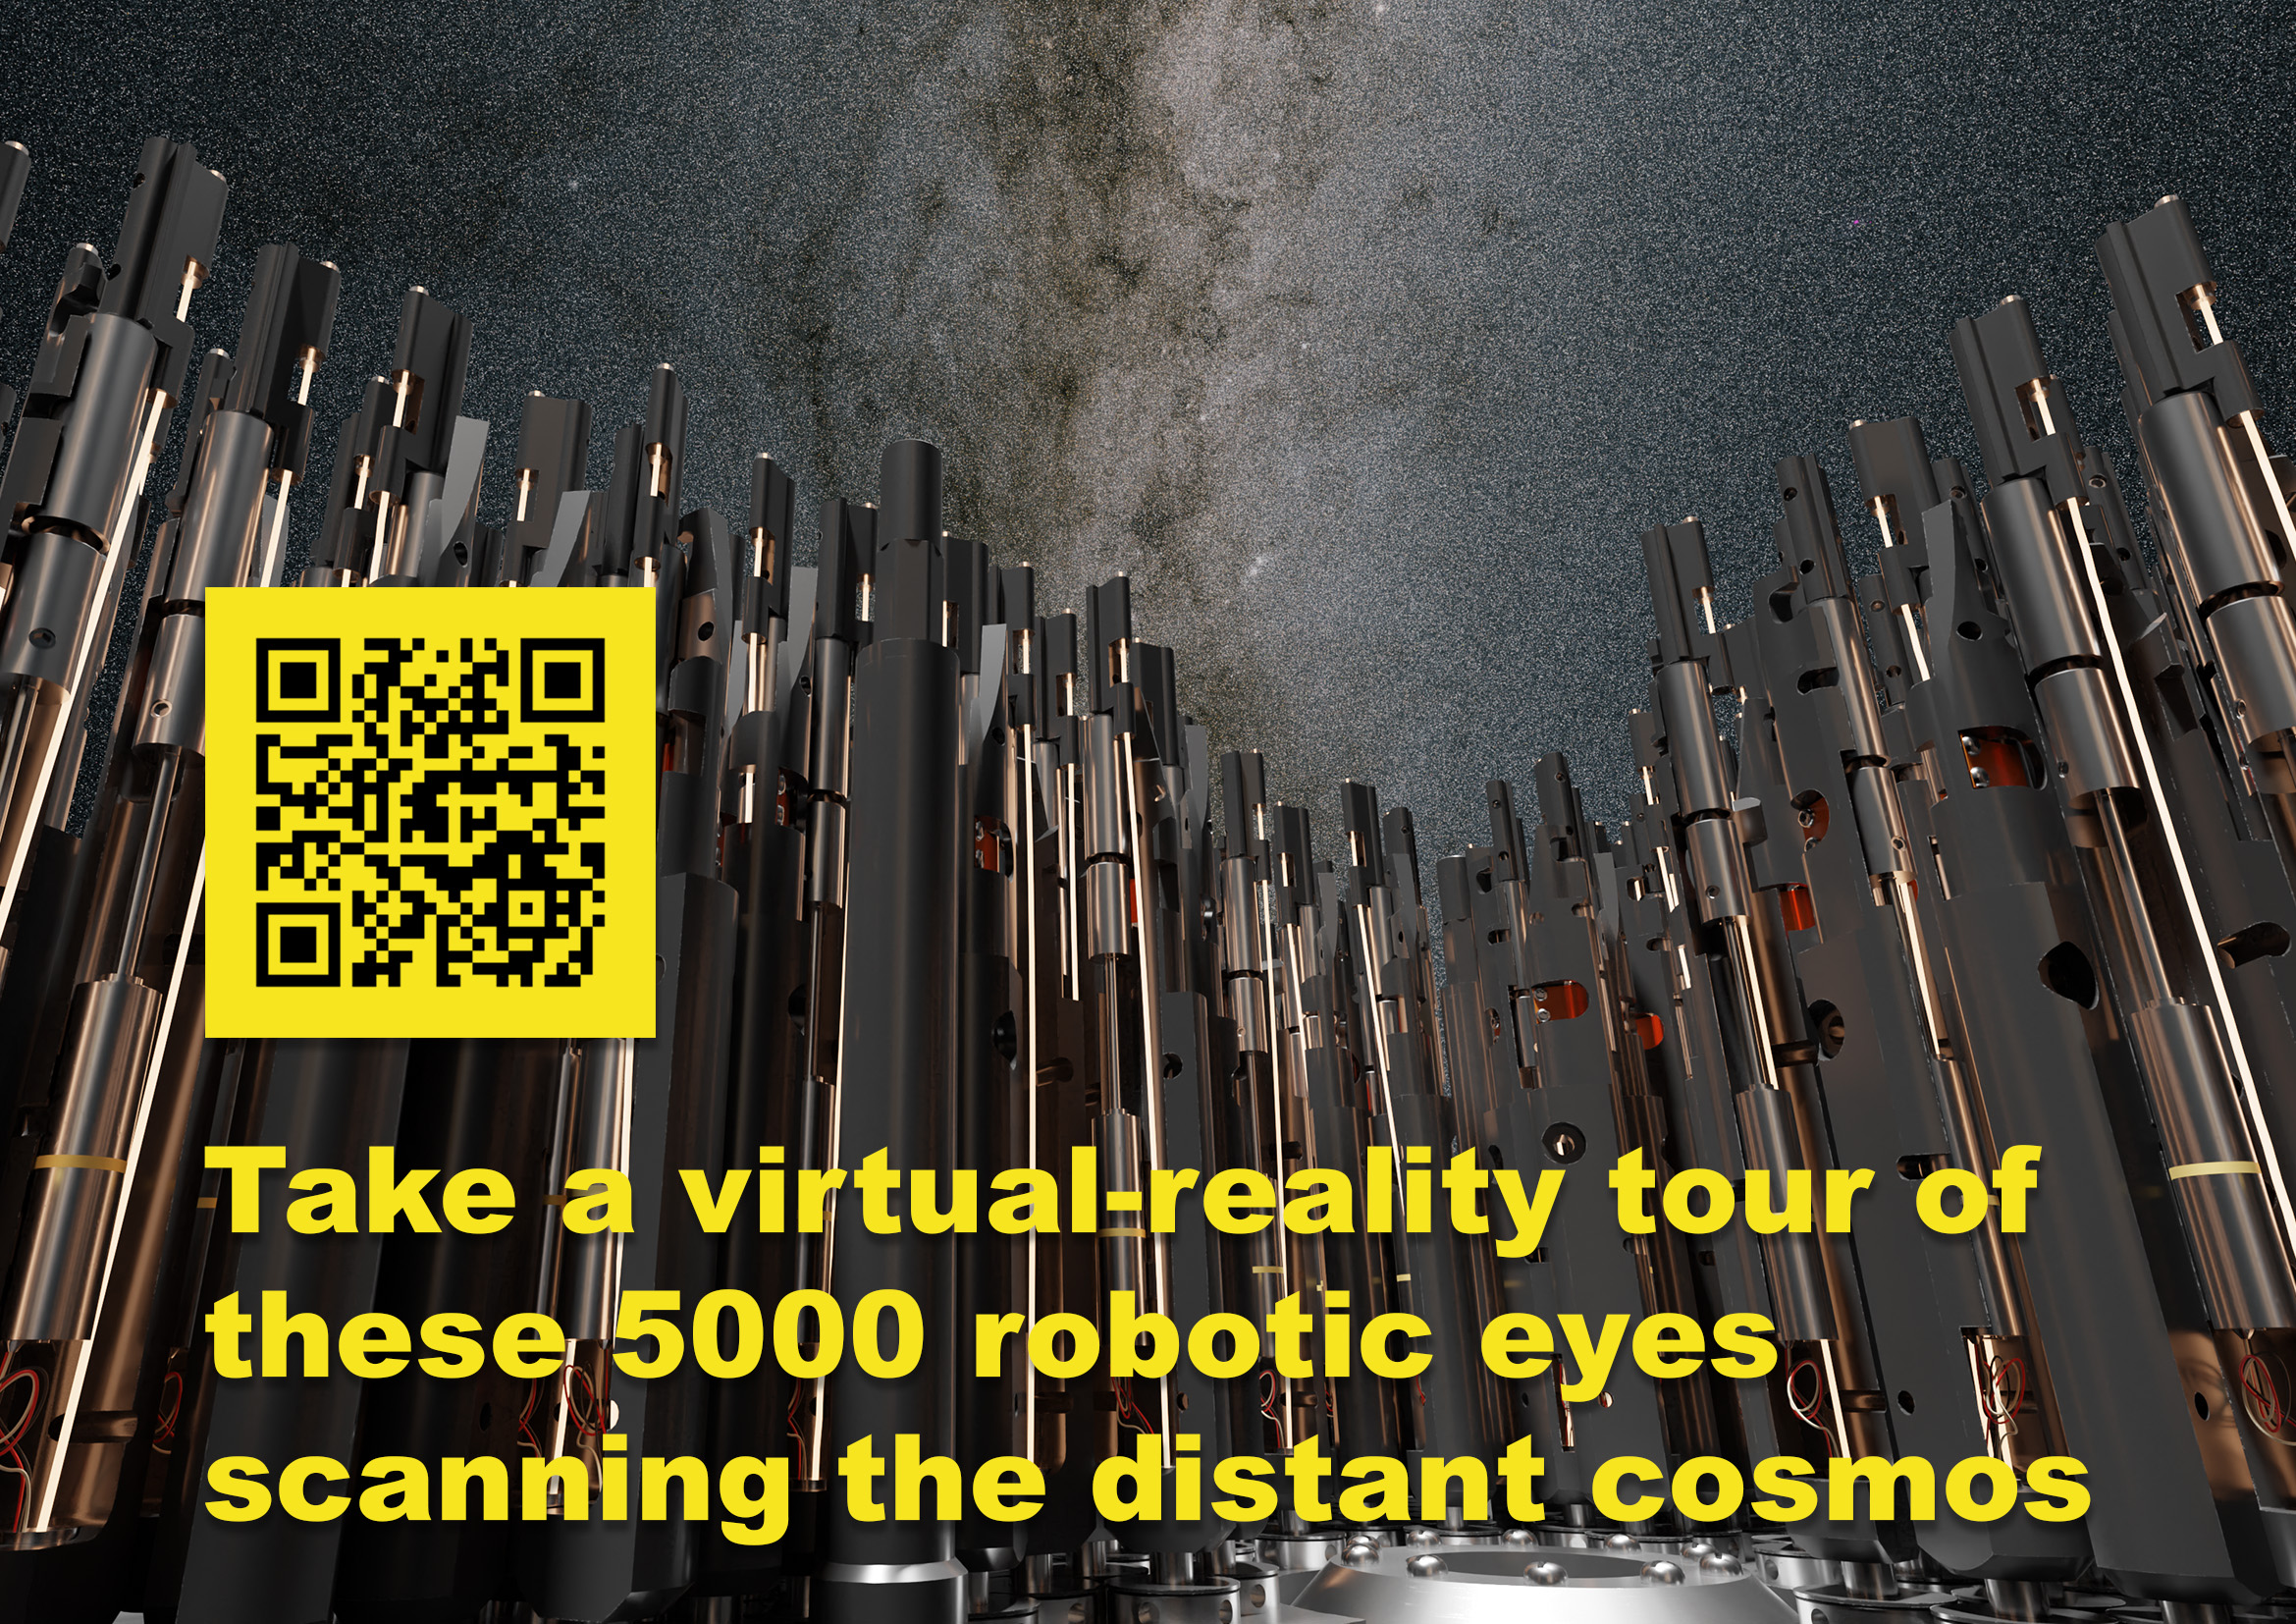 Take a virtual-reality tour of
these 5000 robotic eyes
scanning the distant cosmos